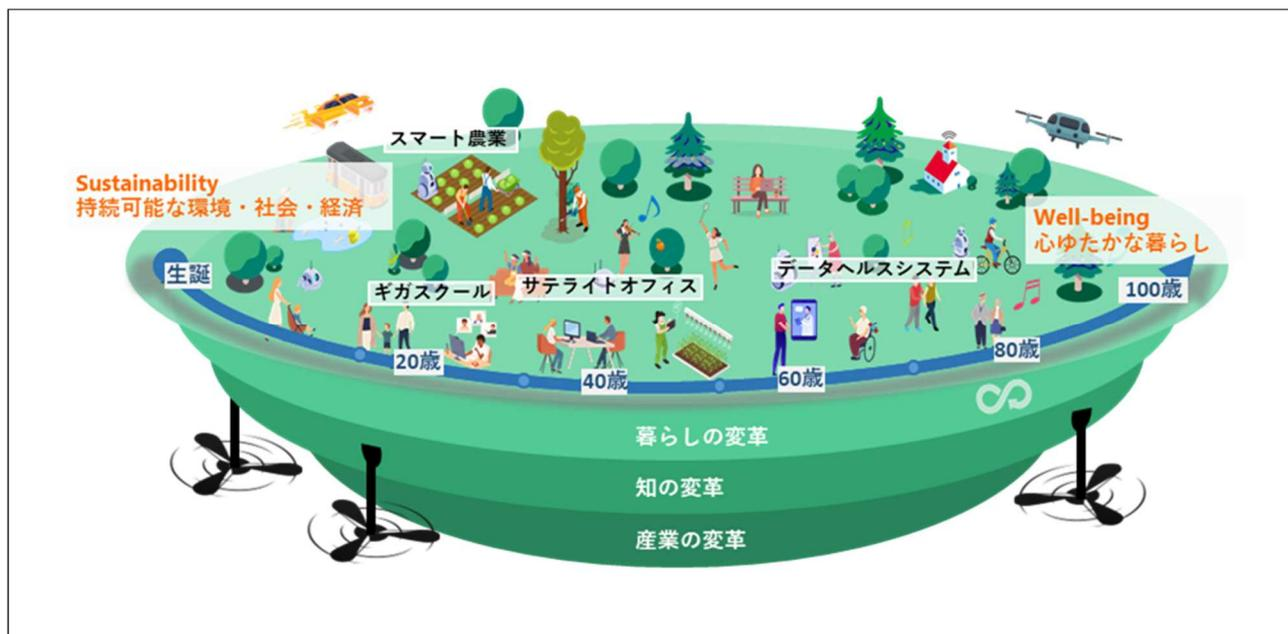 スマート農業
Sustainability
持続可能な環境・社会・経済
Well-being
心ゆたかな暮らし
生誕
ギガスクール
サテライトオフィス
データヘルスシステム
100歳
20歳
40歳
60歳
80歳
暮らしの変革
知の変革
産業の変革